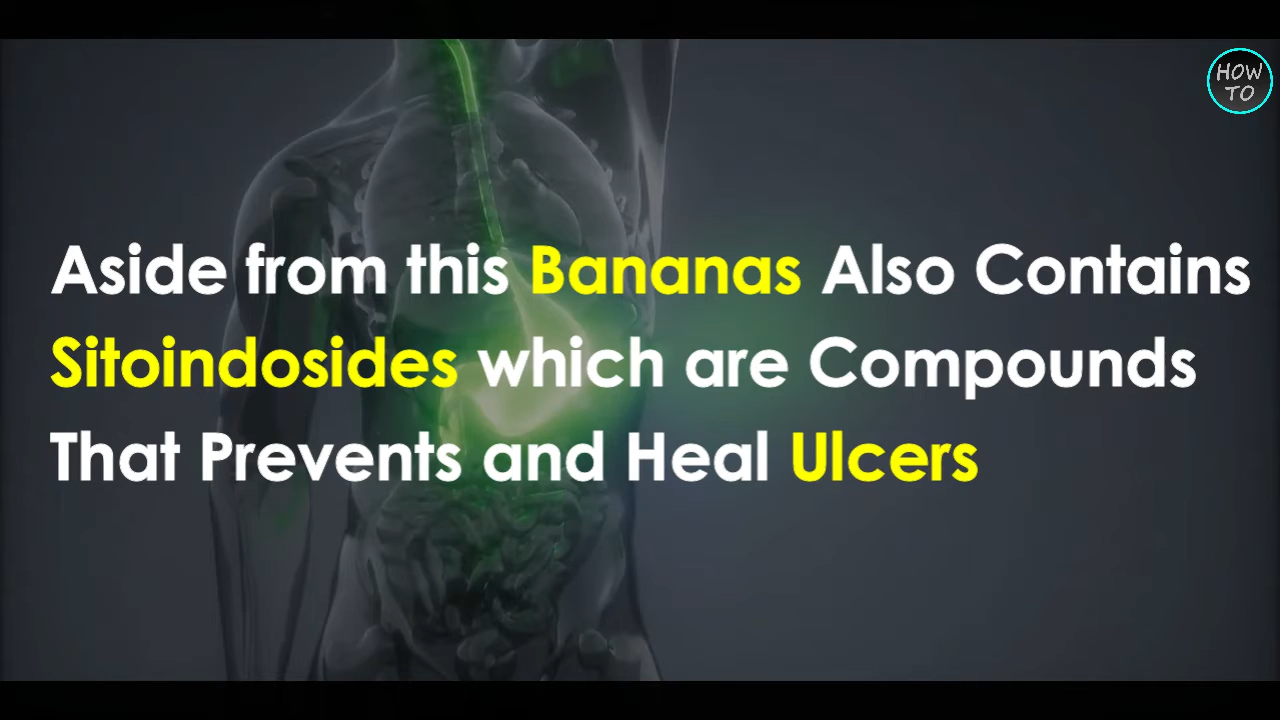 HOW
TO
Aside from this Bananas Also Contains
Sitoindosides which are Compounds
That Prevents and Heal Ulcers